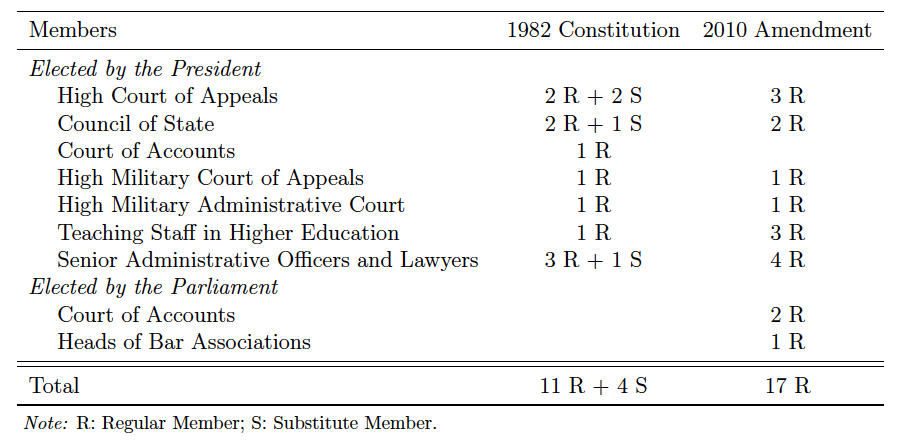 Members 1982 Constitution 2010 Amendment
Elected by the President
High Court of Appeals 2 R + 2 S 3 R
Council of State 2 R + 1 S 2 R
Court of Accounts 1 R
High Military Court of Appeals 1 R 1 R
High Military Administrative Court 1 R 1 R
Teaching Staff in Higher Education 1 R 3 R
Senior Administrative Officers and Lawyers 3 R + 1 S 4 R
Elected by the Parliament
Court of Accounts 2 R
Heads of Bar Associations 1 R
Total 11 R + 4 S 17 R
Note: R: Regular Member; S: Substitute Member.